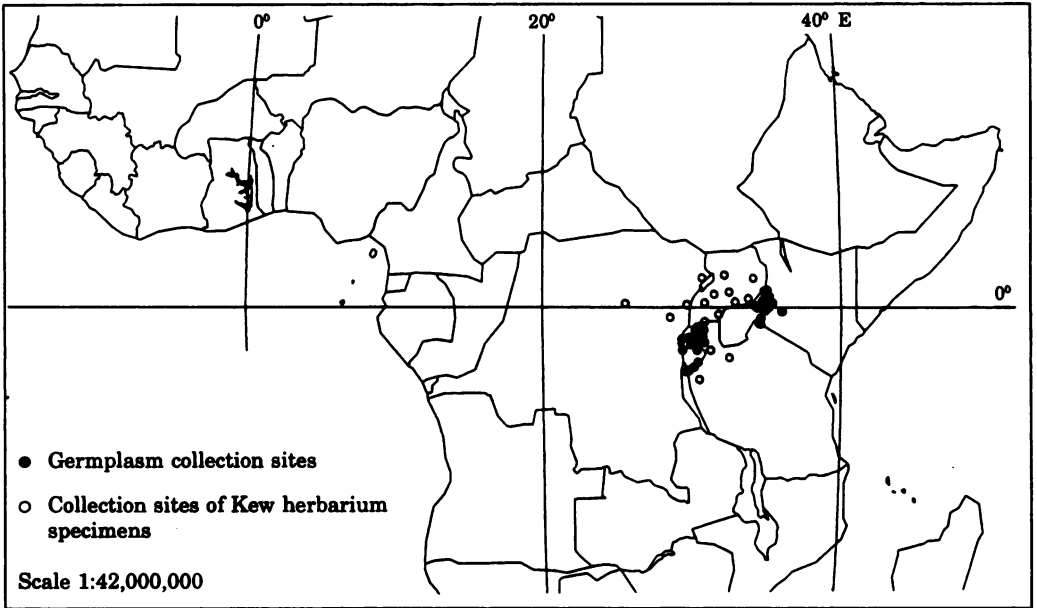 0° 20° 40° E
0°
Germplasm collection sites
Collection sites of Kew herbarium
specimens
Scale 1:42,000,000